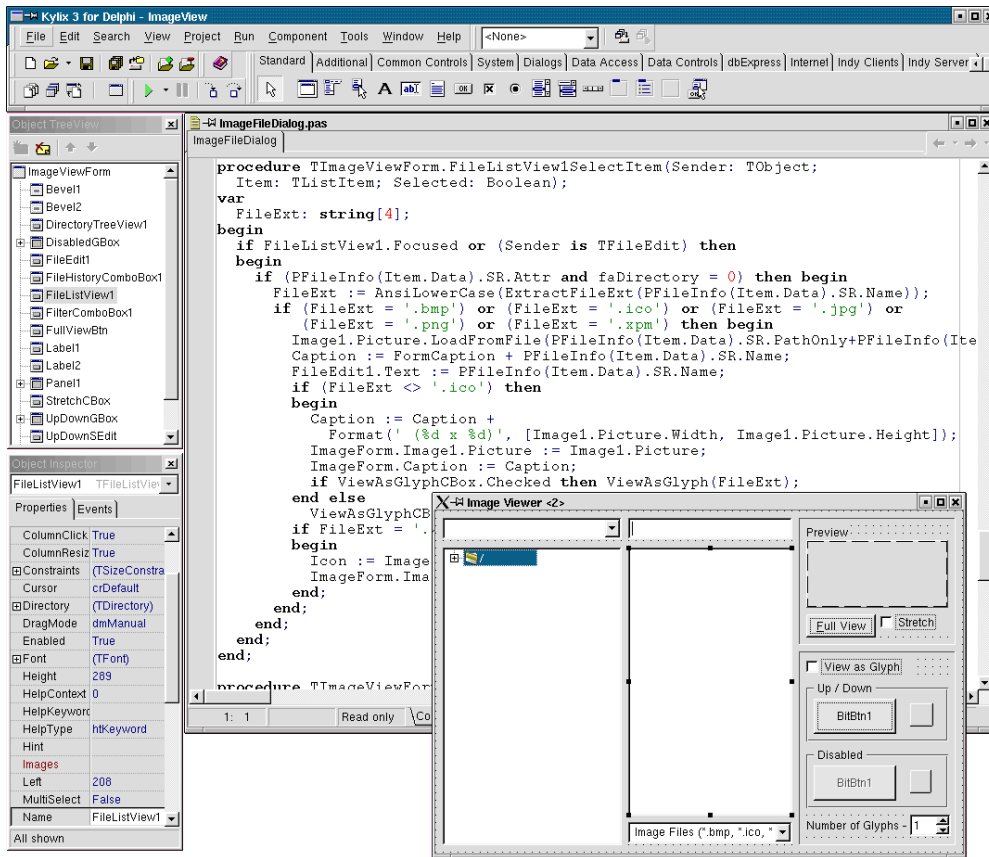 Kylix 3 for Delphi - ImageView
File Edit Search View Project Run Component Tools Window Help <None>
Standard Additional Common Controls System Dialogs Data Access Data Controls dbExpress Internet Indy Clients Indy Server
Object TreeView
ImageViewForm
Bevel1
Bevel2
DirectoryTreeView1
DisabledGBox
FileEdit1
FileHistoryComboBox1
FileListView1
FilterComboBox1
FullViewBtn
Label1
Label2
Panel1
StretchCBox
UpDownGBox
UpDownSEdit
Object Inspector
FileListView1 TFileListView
Properties Events
ColumnClick True
ColumnResiz True
Constraints (TSizeConstra
Cursor crDefault
Directory (TDirectory)
DragMode dmManual
Enabled True
Font (TFont)
Height 289
HelpContext 0
HelpKeyword
HelpType htKeyword
Hint
Images
Left 208
MultiSelect False
Name FileListView1
All shown
ImageFileDialog.pas
ImageFileDialog
procedure TImageViewForm.FileListView1SelectItem(Sender: TObject;
Item: TListItem; Selected: Boolean);
var
FileExt: string[4];
begin
if FileListView1.Focused or (Sender is TFileEdit) then
begin
if (PFileInfo(Item.Data).SR.Attr and faDirectory = 0) then begin
FileExt := AnsiLowerCase(ExtractFileExt(PFileInfo(Item.Data).SR.Name));
if (FileExt = '.bmp') or (FileExt = '.ico') or (FileExt = '.jpg') or
(FileExt = '.png') or (FileExt = '.xpm') then begin
Image1.Picture.LoadFromFile(PFileInfo(Item.Data).SR.PathOnly+PFileInfo(Ite
Caption := FormCaption + PFileInfo(Item.Data).SR.Name;
FileEdit1.Text := PFileInfo(Item.Data).SR.Name;
if (FileExt <> '.ico') then
begin
Caption := Caption +
Format(' (%d x %d)', [Image1.Picture.Width, Image1.Picture.Height]);
ImageForm.Image1.Picture := Image1.Picture;
ImageForm.Caption := Caption;
if ViewAsGlyphCBox.Checked then ViewAsGlyph(FileExt);
end else
ViewAsGlyphCB
if FileExt = '.
begin
Icon := Image
ImageForm.Ima
end;
end;
end;
end;
end;
procedure TImageViewFor
1: 1 Read only \Co
Image Viewer <2>
/
Image Files (*.bmp, *.ico, *
Preview
Full View Stretch
View as Glyph
Up / Down
BitBtn1
Disabled
BitBtn1
Number of Glyphs - 1